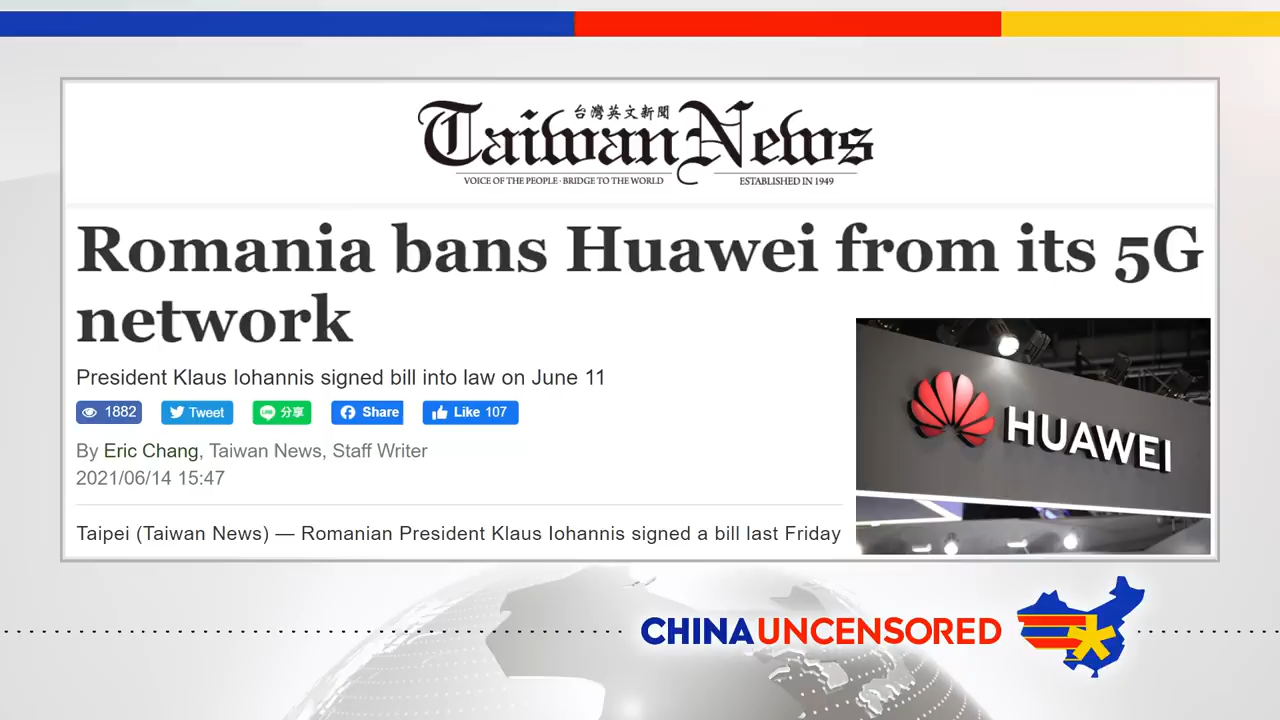 台灣英文新聞
Taiwan News
VOICE OF THE PEOPLE · BRIDGE TO THE WORLD
ESTABLISHED IN 1949
Romania bans Huawei from its 5G
network
President Klaus Iohannis signed bill into law on June 11
1882 Tweet LINE 分享 Share Like 107
By Eric Chang, Taiwan News, Staff Writer
2021/06/14 15:47
Taipei (Taiwan News) — Romanian President Klaus Iohannis signed a bill last Friday
HUAWEI
CHINA UNCENSORED